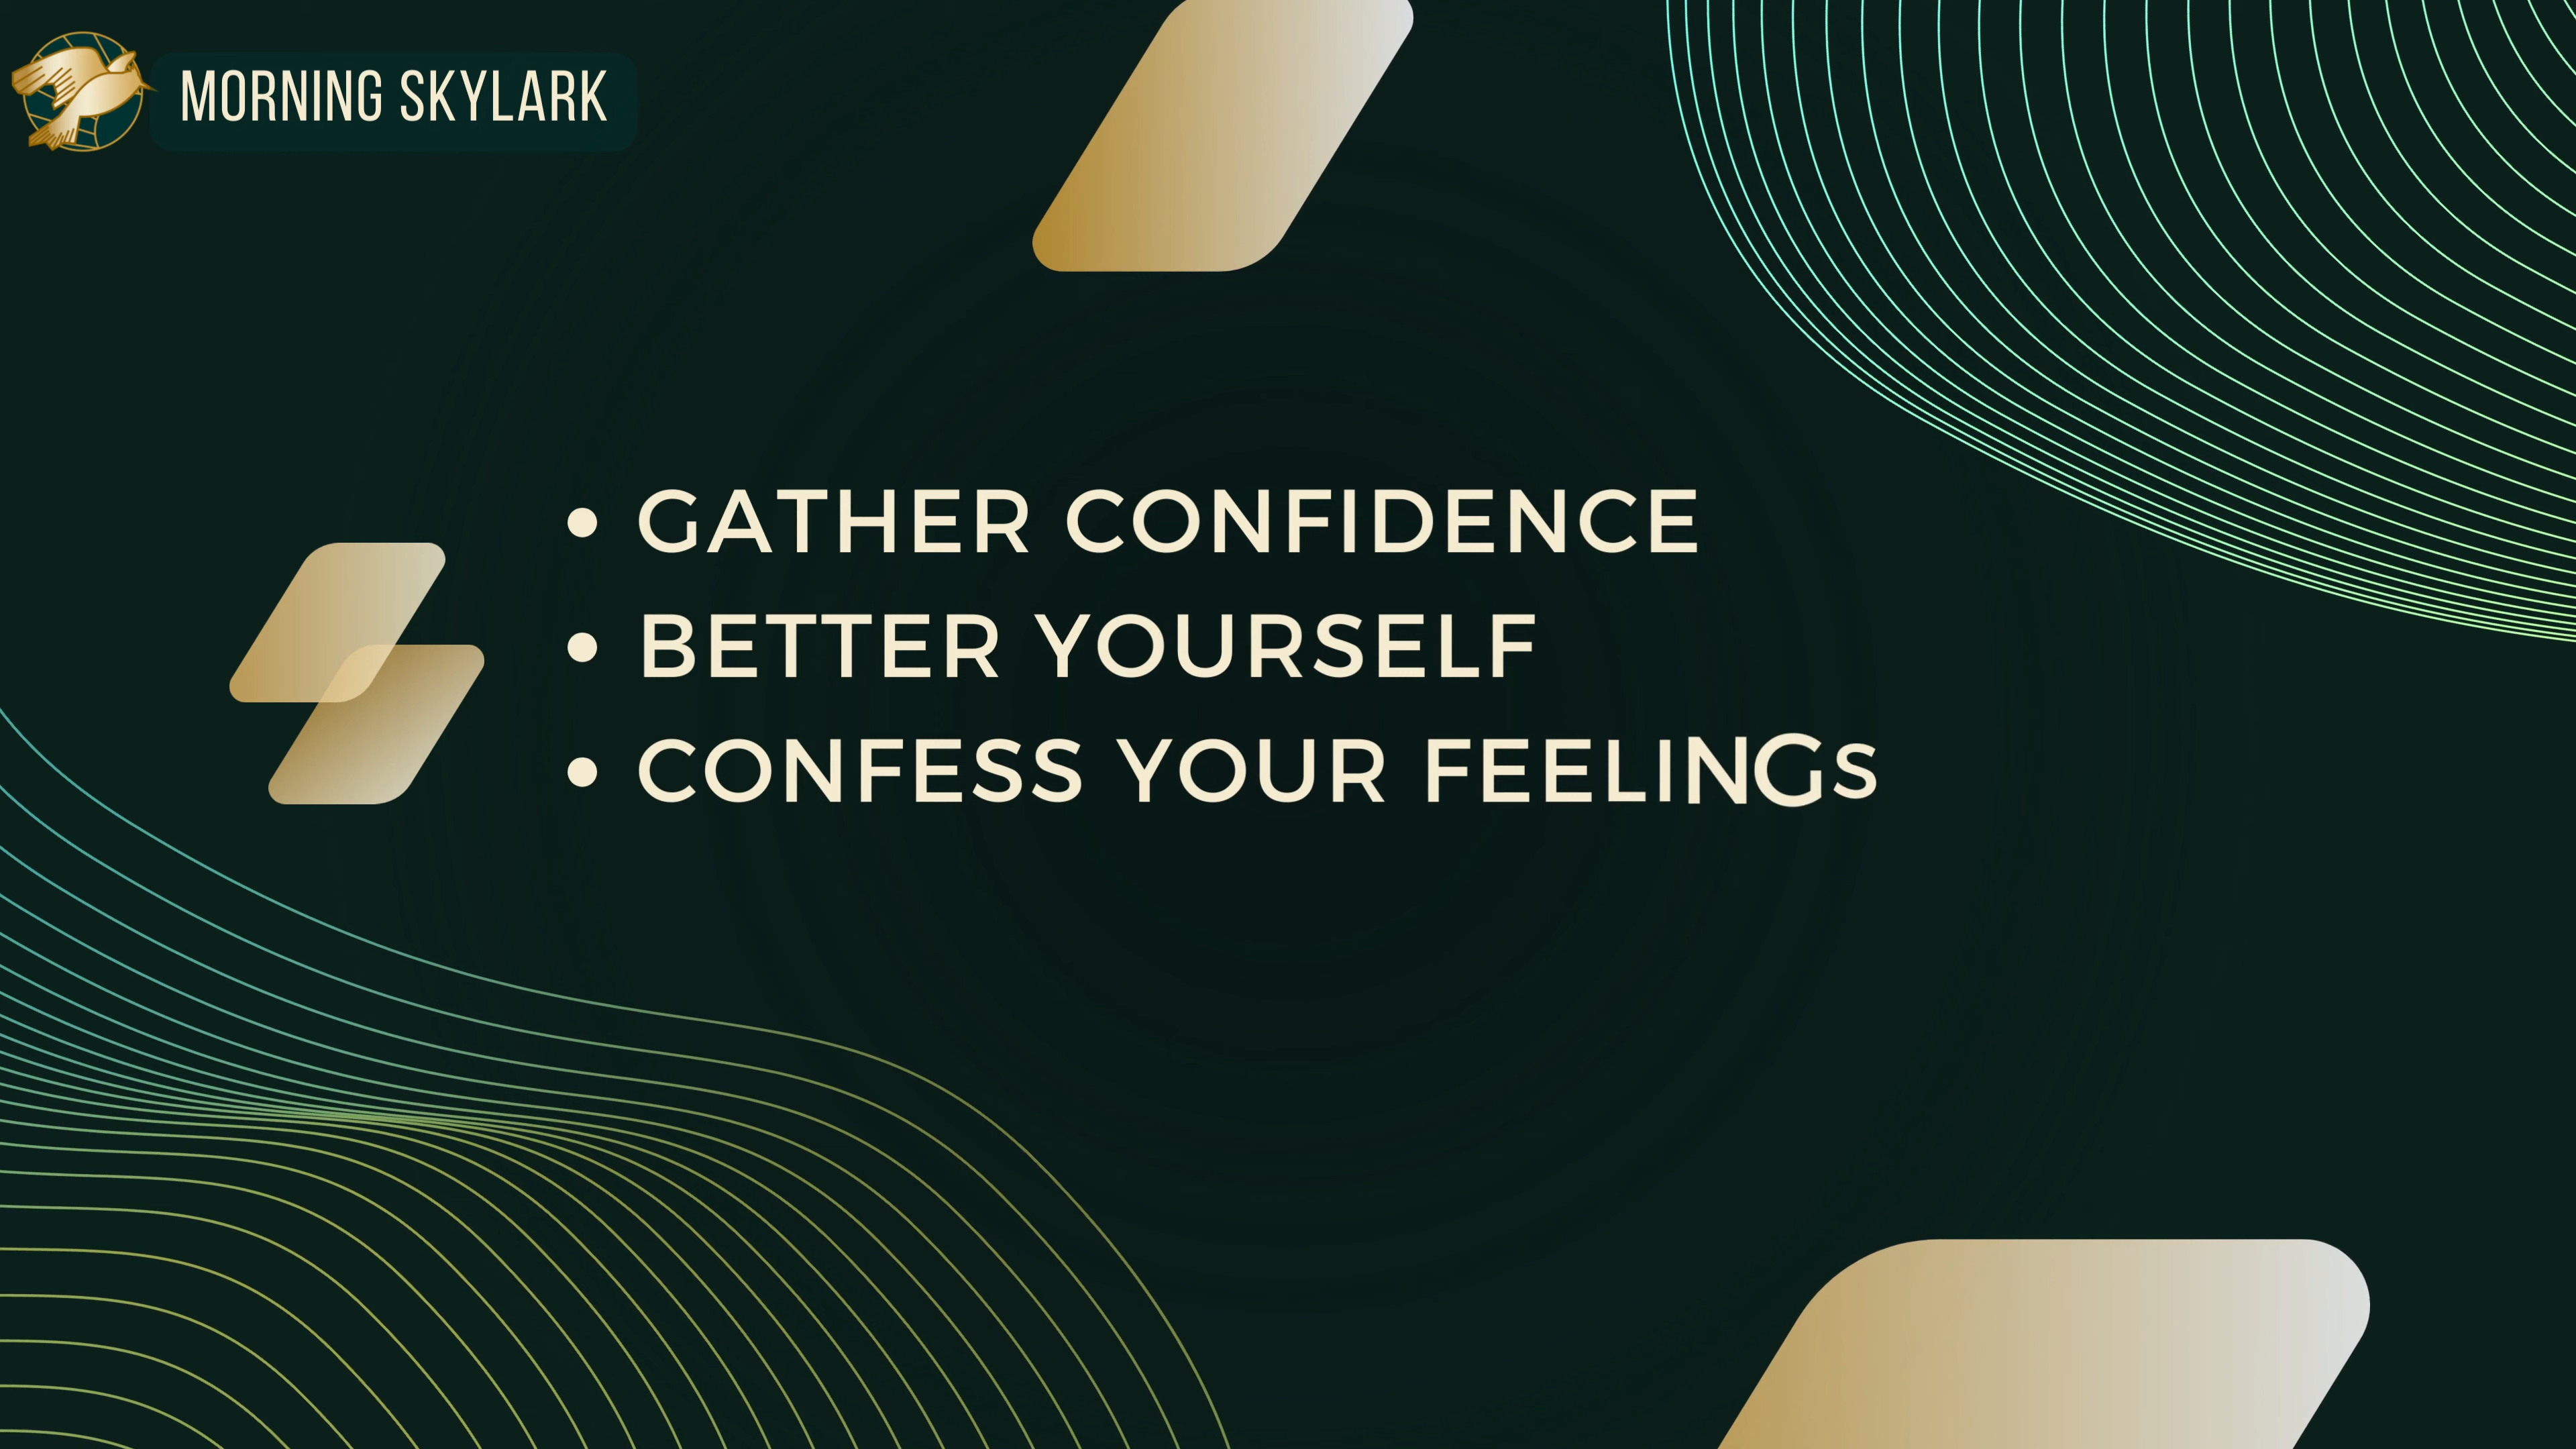 MORNING SKYLARK
• GATHER CONFIDENCE
• BETTER YOURSELF
• CONFESS YOUR FEELINGS